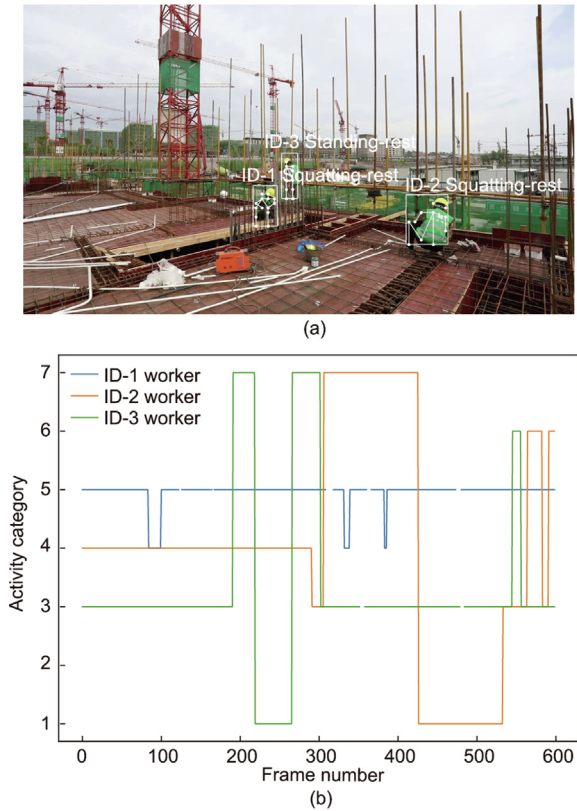 ID-3 Standing-rest
ID-1 Squatting-rest
ID-2 Squatting-rest
(a)
7
6
5
4
3
2
1
Activity category
ID-1 worker
ID-2 worker
ID-3 worker
0 100 200 300 400 500 600
Frame number
(b)